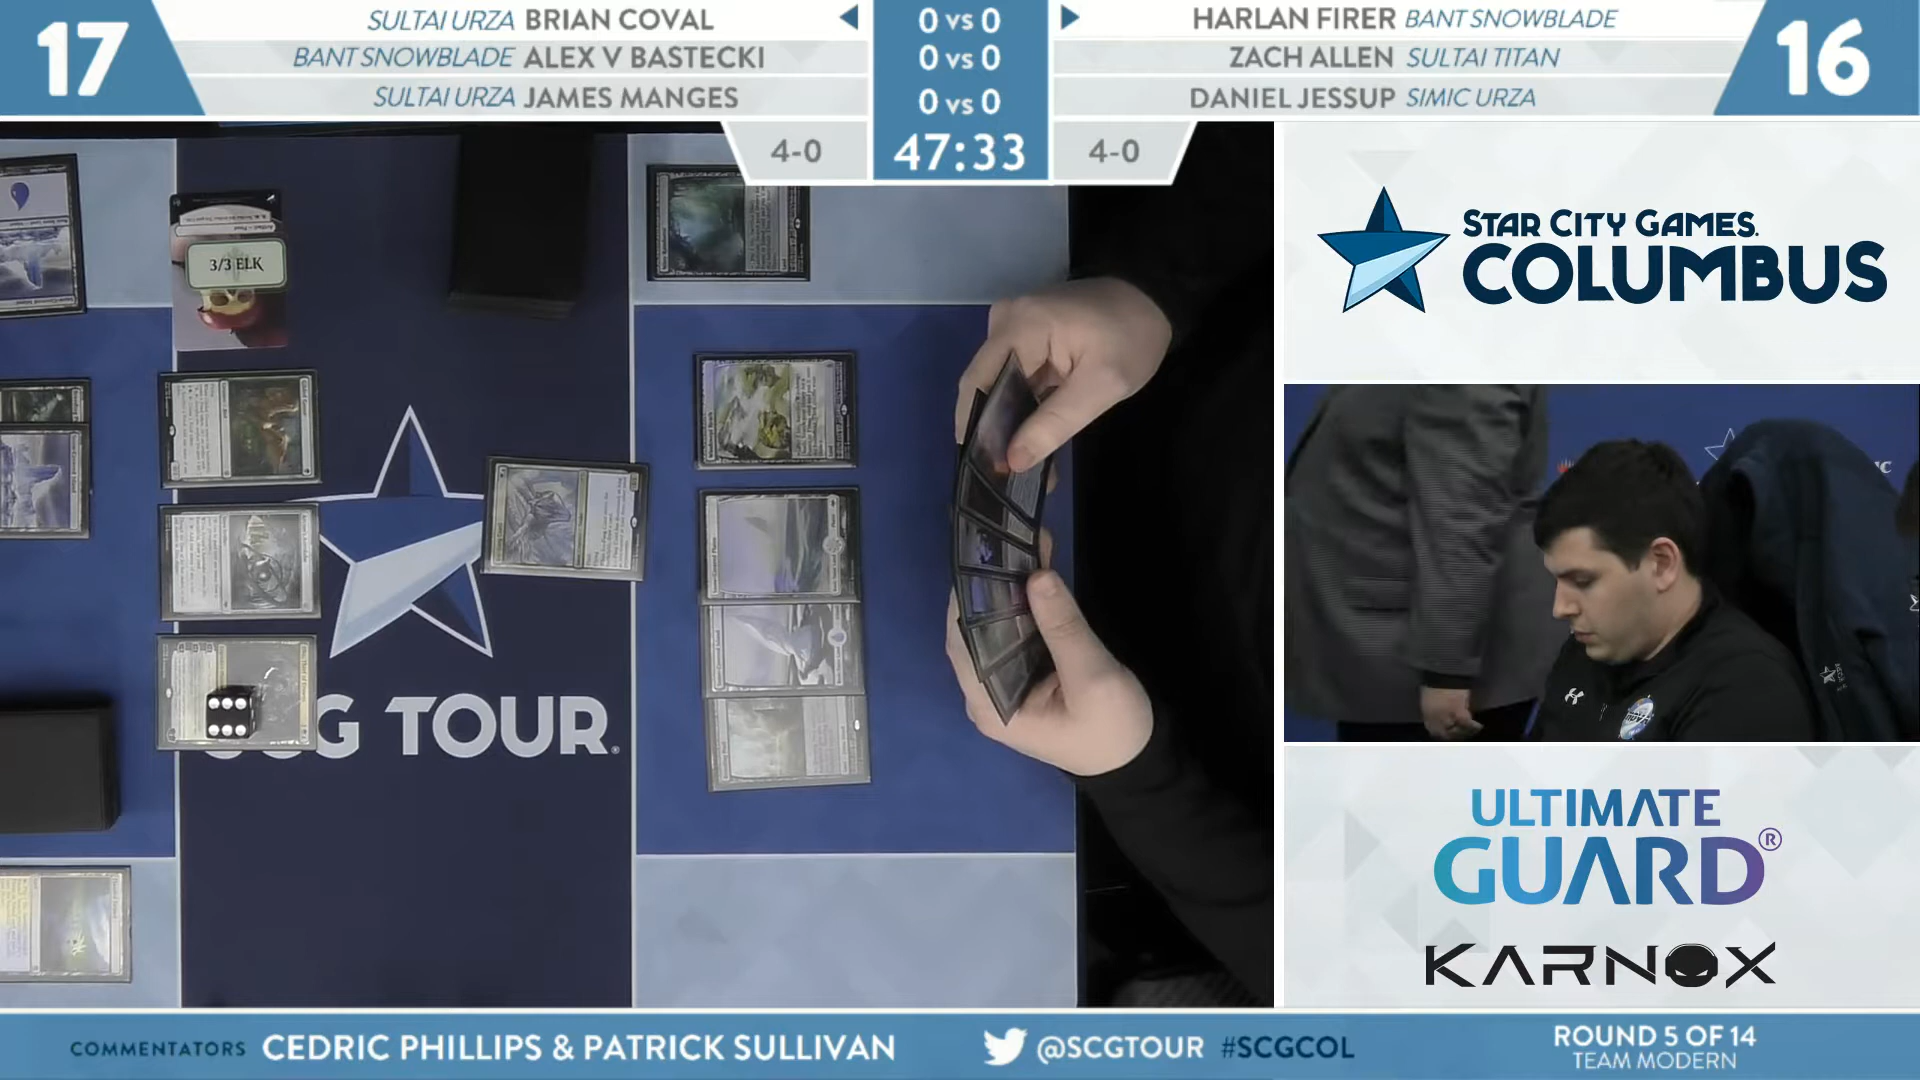 17
SULTAI URZA BRIAN COVAL
0 vs 0
HARLAN FIRER BANT SNOWBLADE
16
BANT SNOWBLADE ALEX V BASTECKI
0 vs 0
ZACH ALLEN SULTAI TITAN
SULTAI URZA JAMES MANGES
0 vs 0
DANIEL JESSUP SIMIC URZA
4-0
47:33
4-0
STAR CITY GAMES.
COLUMBUS
3/3 ELK
SCG TOUR
ULTIMATE
GUARD®
KARNOX
COMMENTATORS CEDRIC PHILLIPS & PATRICK SULLIVAN
@SCGTOUR #SCGCOL
ROUND 5 OF 14
TEAM MODERN